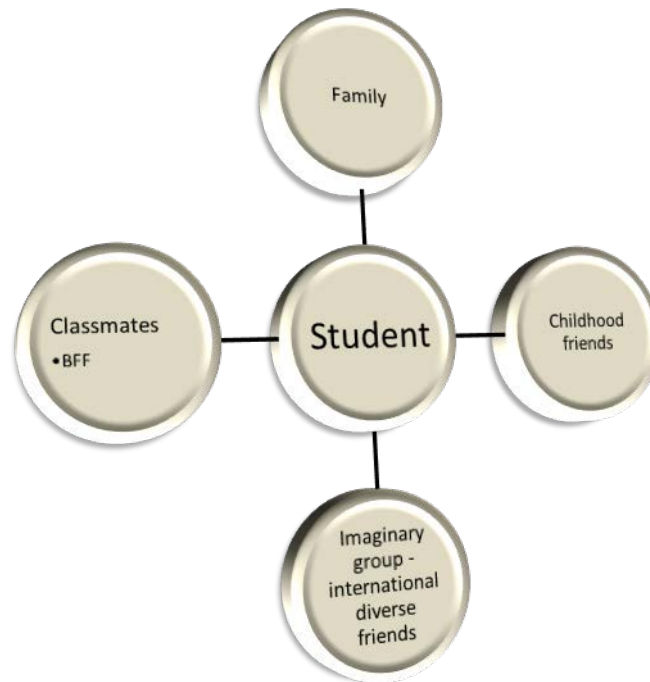 Family
Classmates
•BFF
Student
Childhood
friends
Imaginary
group -
international
diverse
friends